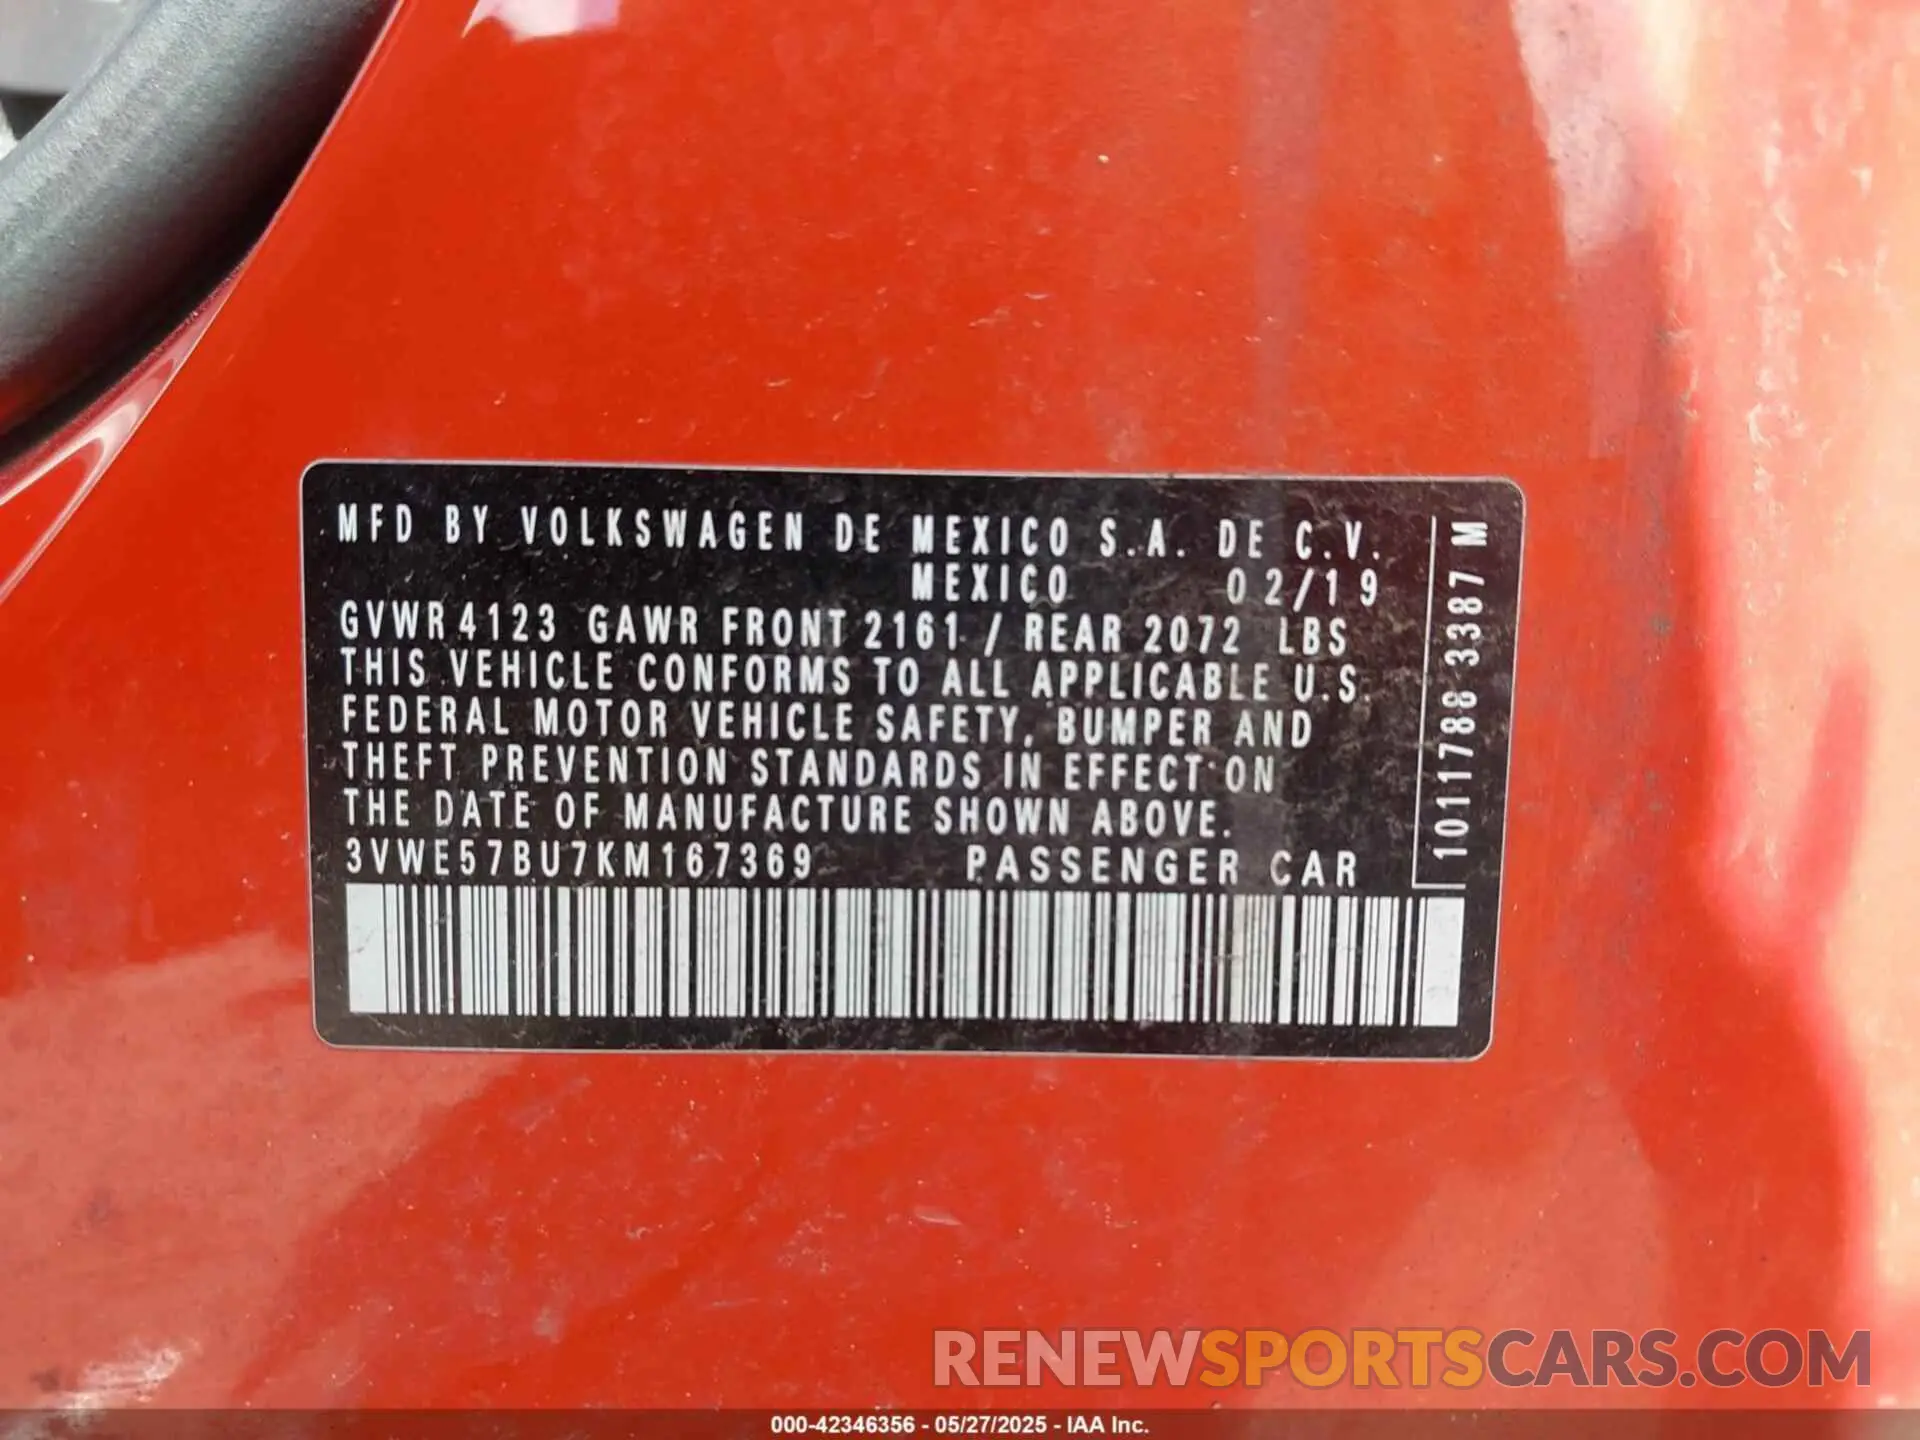 MFD BY VOLKSWAGEN DE MEXICO S.A. DE C.V.
MEXICO 02/19
GVWR 4123 GAWR FRONT 2161 / REAR 2072 LBS
THIS VEHICLE CONFORMS TO ALL APPLICABLE U.S.
FEDERAL MOTOR VEHICLE SAFETY, BUMPER AND
THEFT PREVENTION STANDARDS IN EFFECT ON
THE DATE OF MANUFACTURE SHOWN ABOVE.
3VWE57BU7KM167369 PASSENGER CAR
1011788 3387 M
RENEWSPORTSCARS.COM
000-42346356 - 05/27/2025 - IAA Inc.